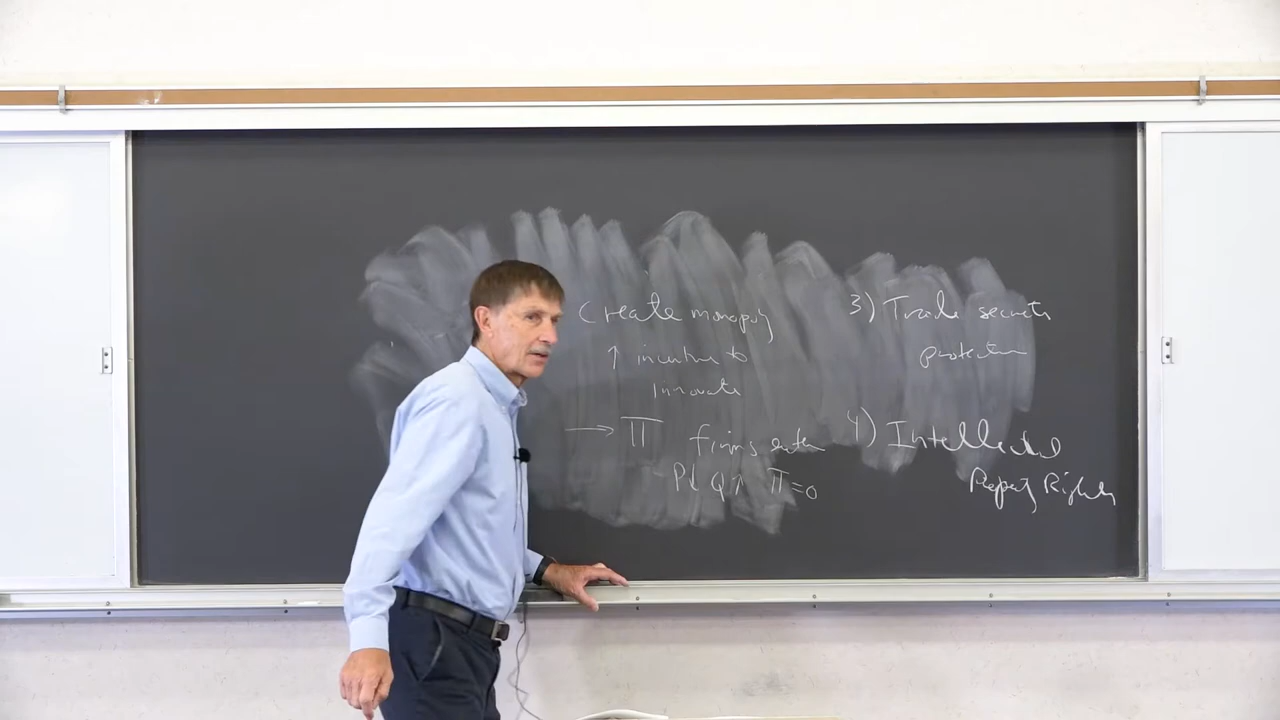 Create monopoly
↑ incentive to
innovate
→ Π firms enter
P↓ Q↑ Π=0
3) Trade secrets
protection
4) Intellectual
Property Rights